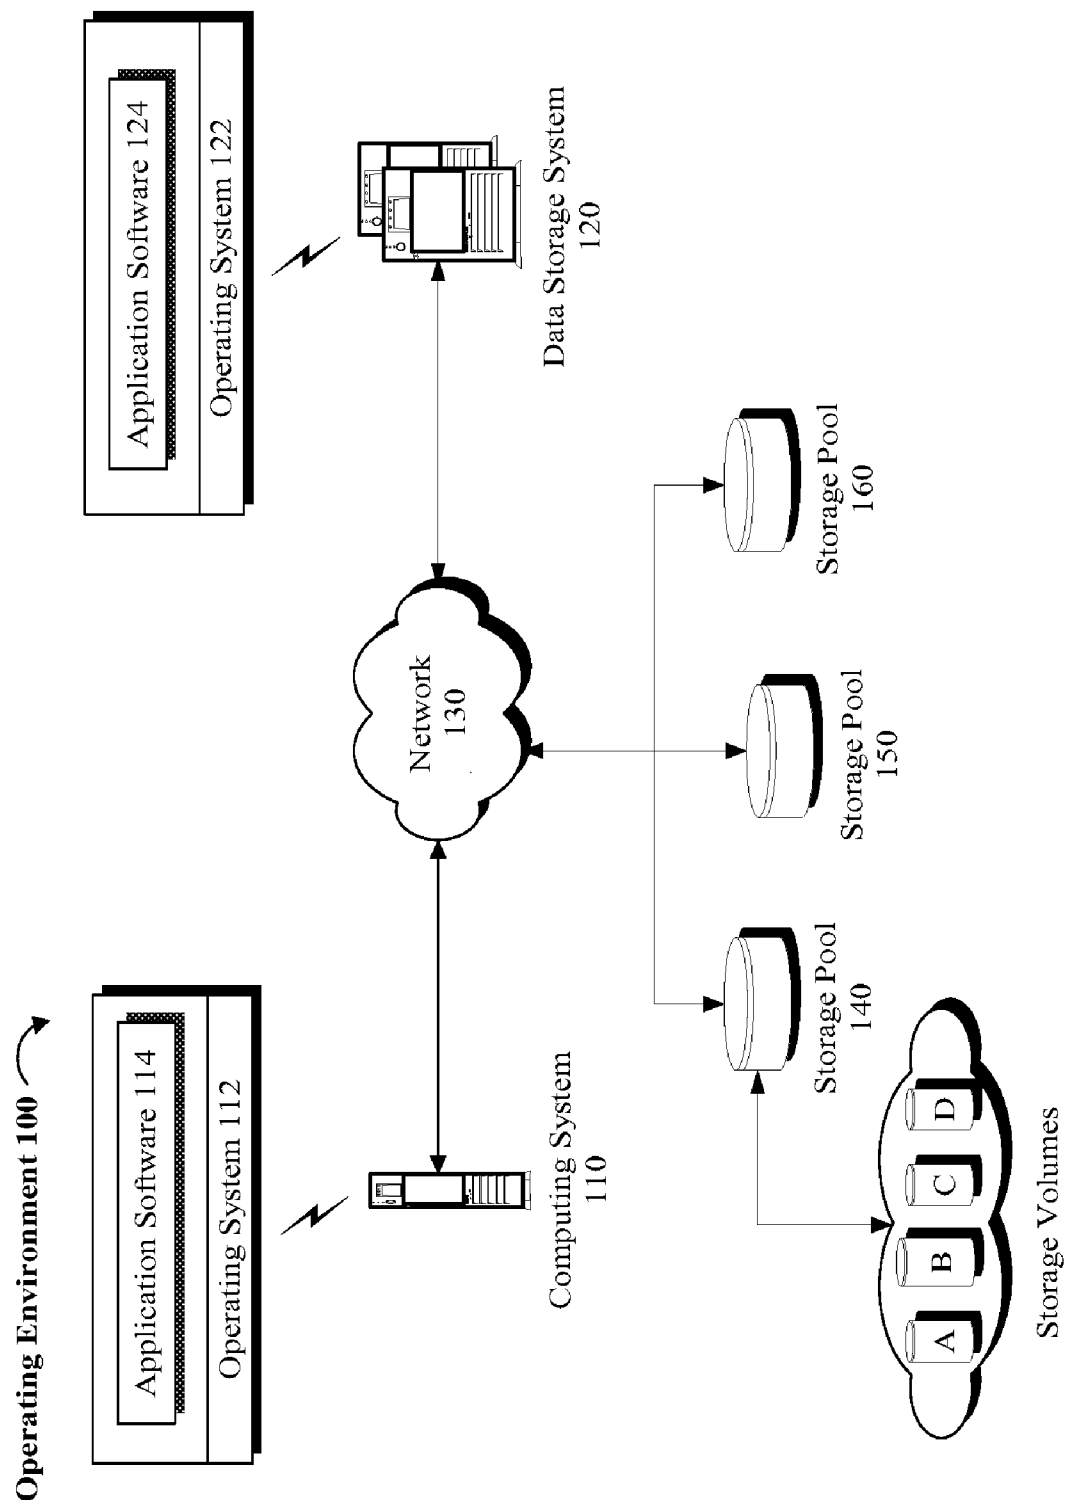 Operating Environment 100
Application Software 114
Operating System 112
Application Software 124
Operating System 122
Computing System
110
Network
130
Data Storage System
120
Storage Pool
140
Storage Pool
150
Storage Pool
160
A
B
C
D
Storage Volumes